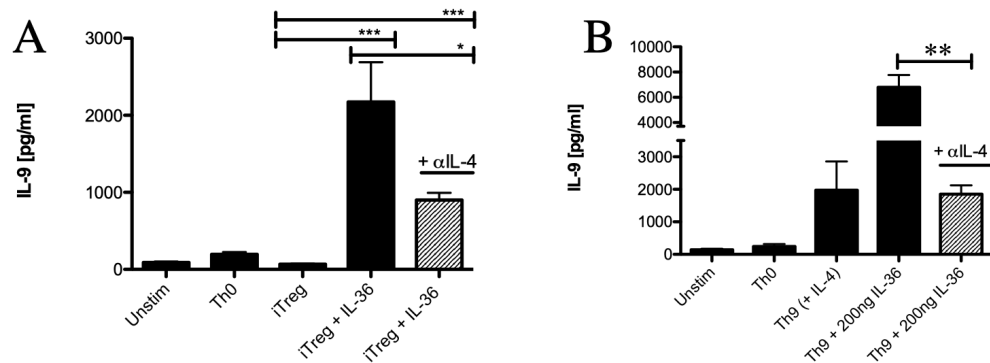 A
***
***
*
3000
2000
1000
0
IL-9 [pg/ml]
+ αIL-4
Unstim
Th0
iTreg
iTreg + IL-36
iTreg + IL-36
B
**
10000
8000
6000
4000
3000
2000
1000
0
IL-9 [pg/ml]
+ αIL-4
Unstim
Th0
Th9 (+ IL-4)
Th9 + 200ng IL-36
Th9 + 200ng IL-36